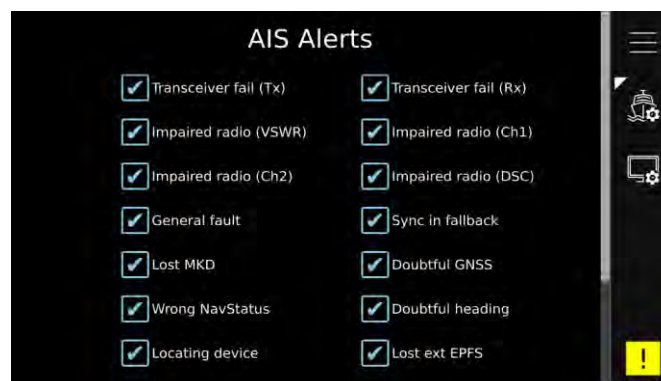 AIS Alerts
Transceiver fail (Tx) Transceiver fail (Rx)
Impaired radio (VSWR) Impaired radio (Ch1)
Impaired radio (Ch2) Impaired radio (DSC)
General fault Sync in fallback
Lost MKD Doubtful GNSS
Wrong NavStatus Doubtful heading
Locating device Lost ext EPFS
!